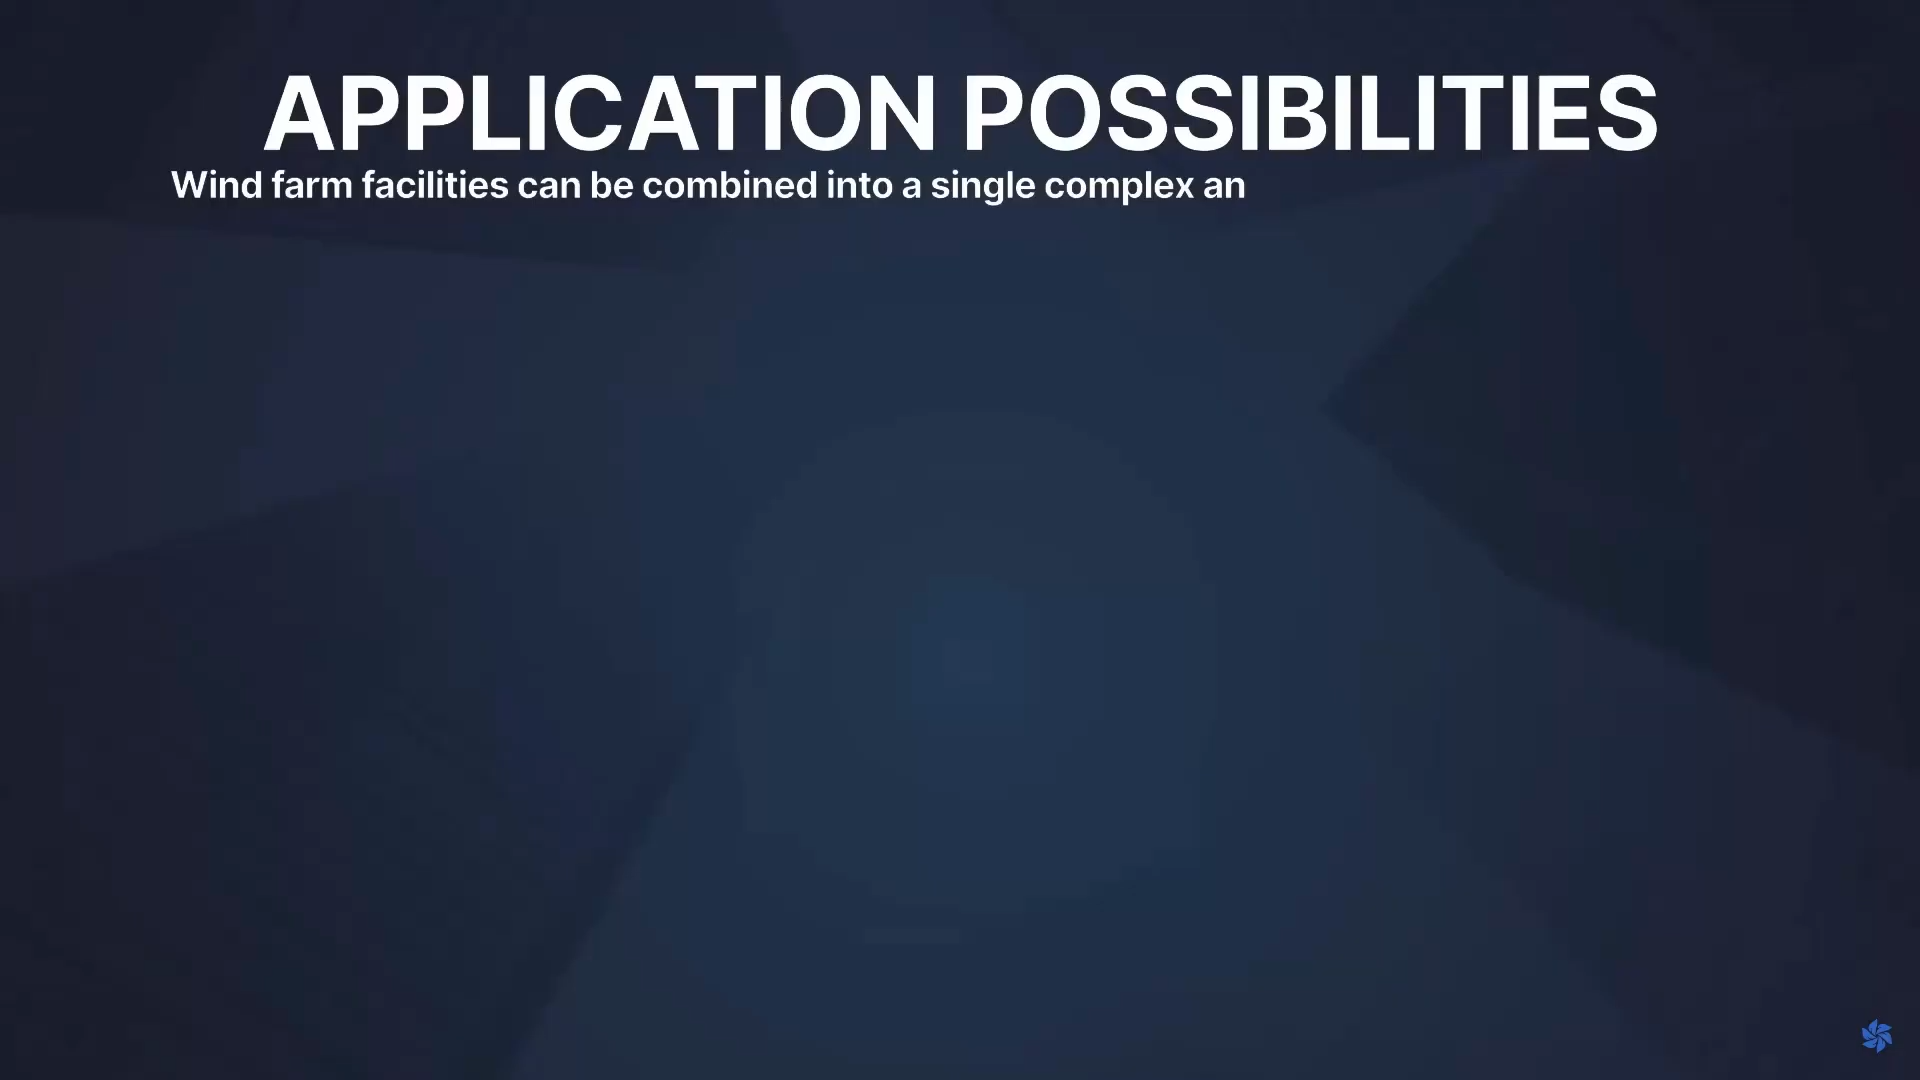 APPLICATION POSSIBILITIES
Wind farm facilities can be combined into a single complex an